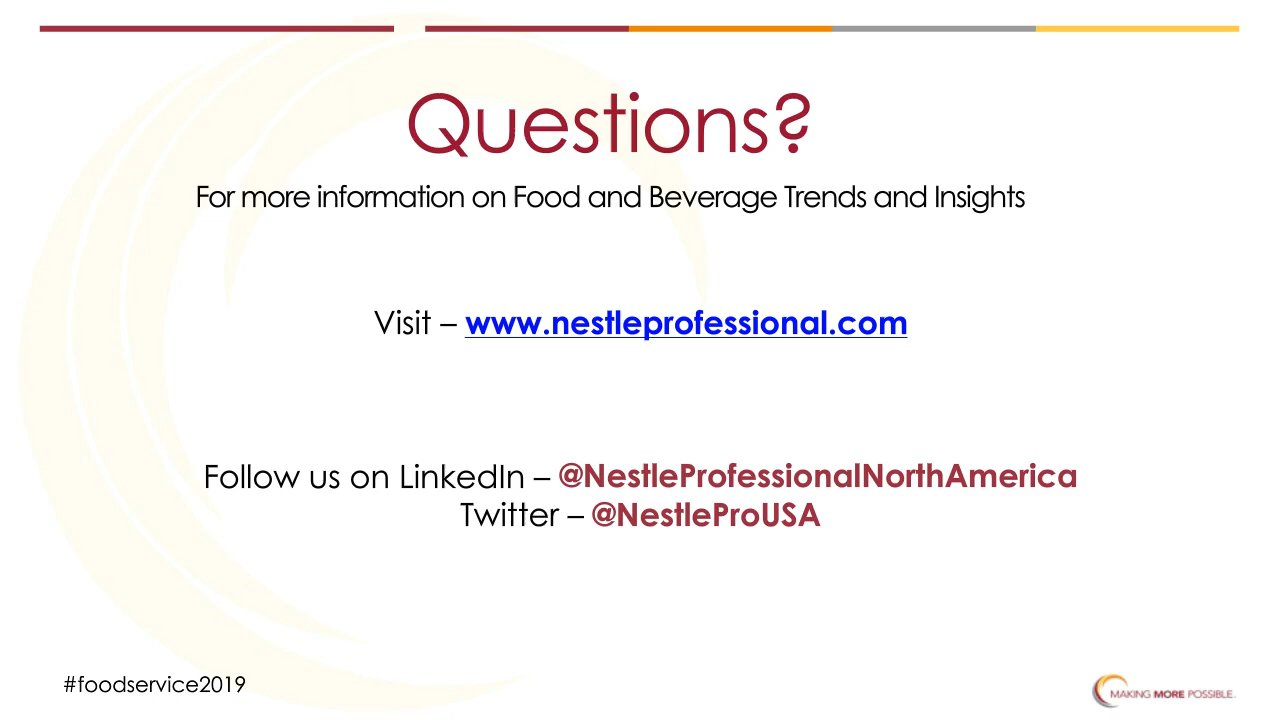 Questions?
For more information on Food and Beverage Trends and Insights
Visit – www.nestleprofessional.com
Follow us on LinkedIn – @NestleProfessionalNorthAmerica
Twitter – @NestleProUSA
#foodservice2019
MAKING MORE POSSIBLE.